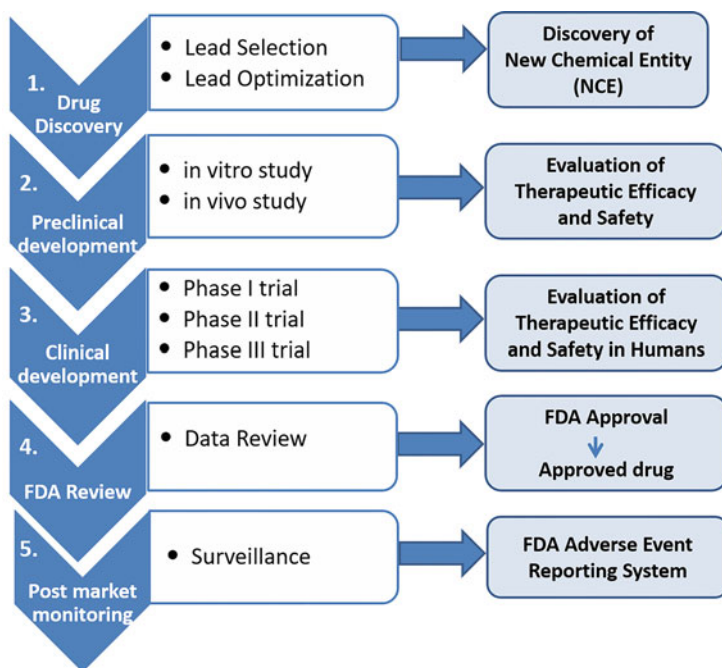 1.
Drug
Discovery
• Lead Selection
• Lead Optimization
Discovery of
New Chemical Entity
(NCE)
2.
Preclinical
development
• in vitro study
• in vivo study
Evaluation of
Therapeutic Efficacy
and Safety
3.
Clinical
development
• Phase I trial
• Phase II trial
• Phase III trial
Evaluation of
Therapeutic Efficacy
and Safety in Humans
4.
FDA Review
• Data Review
FDA Approval
Approved drug
5.
Post market
monitoring
• Surveillance
FDA Adverse Event
Reporting System